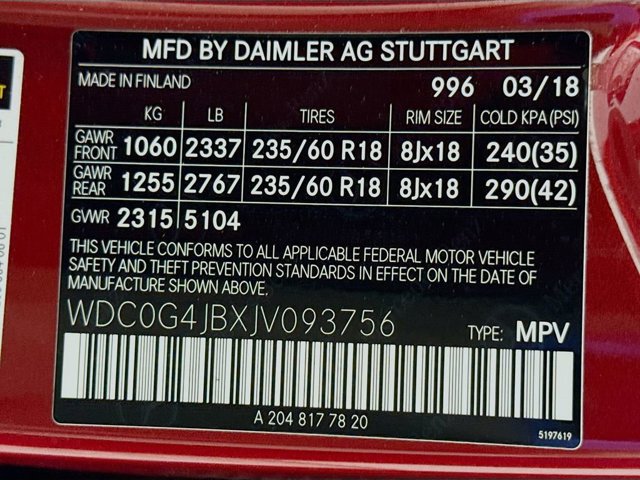 MFD BY DAIMLER AG STUTTGART
MADE IN FINLAND 996 03/18
KG LB TIRES RIM SIZE COLD KPA (PSI)
GAWR FRONT 1060 2337 235/60 R18 8Jx18 240(35)
GAWR REAR 1255 2767 235/60 R18 8Jx18 290(42)
GWR 2315 5104
THIS VEHICLE CONFORMS TO ALL APPLICABLE FEDERAL MOTOR VEHICLE
SAFETY AND THEFT PREVENTION STANDARDS IN EFFECT ON THE DATE OF
MANUFACTURE SHOWN ABOVE.
WDC0G4JBXJV093756 TYPE: MPV
A 204 817 78 20
5197619